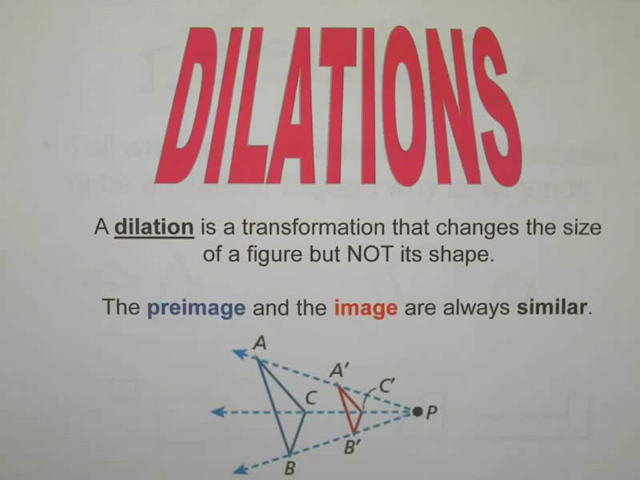 DILATIONS
A dilation is a transformation that changes the size
of a figure but NOT its shape.
The preimage and the image are always similar.
A
A'
C'
C
P
B'
B